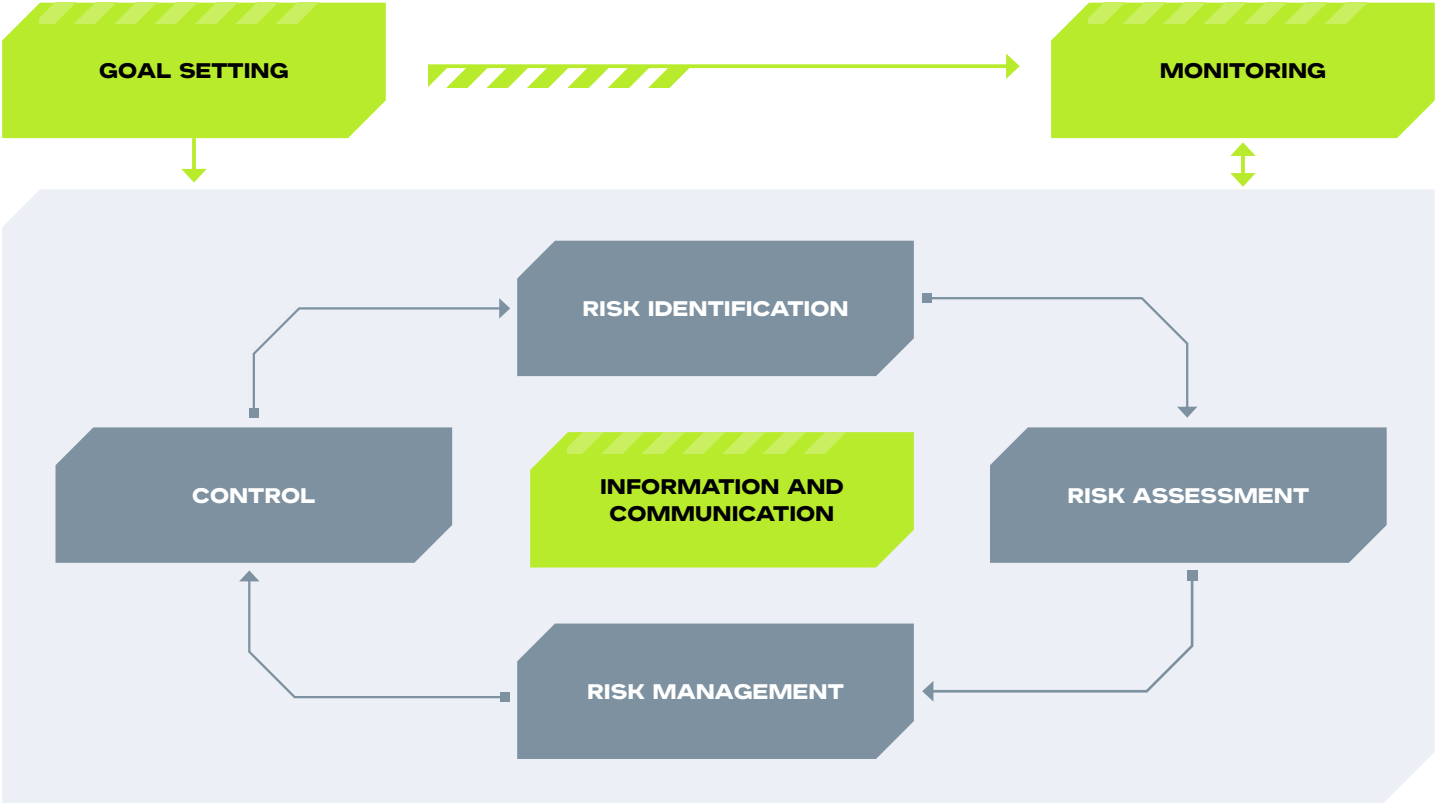 GOAL SETTING
MONITORING
RISK IDENTIFICATION
CONTROL
INFORMATION AND
COMMUNICATION
RISK ASSESSMENT
RISK MANAGEMENT